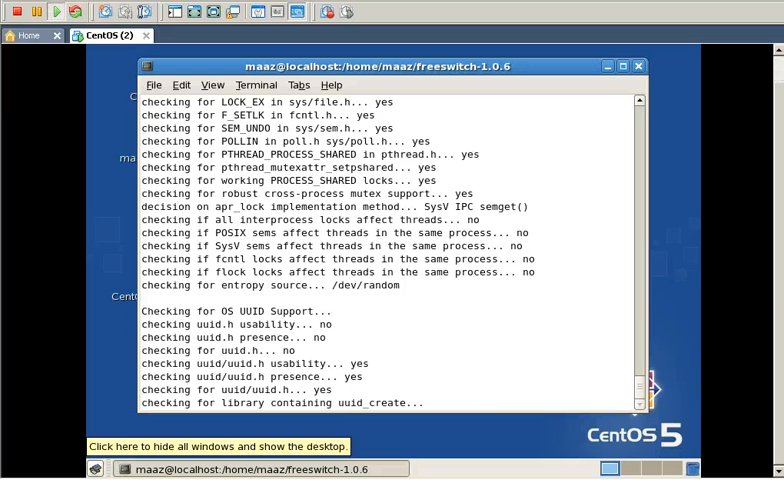 Home
CentOS (2)
maaz@localhost:/home/maaz/freeswitch-1.0.6
File Edit View Terminal Tabs Help
checking for LOCK_EX in sys/file.h... yes
checking for F_SETLK in fcntl.h... yes
checking for SEM_UNDO in sys/sem.h... yes
checking for POLLIN in poll.h sys/poll.h... yes
checking for PTHREAD_PROCESS_SHARED in pthread.h... yes
checking for pthread_mutexattr_setpshared... yes
checking for working PROCESS_SHARED locks... yes
checking for robust cross-process mutex support... yes
decision on apr_lock implementation method... SysV IPC semget()
checking if all interprocess locks affect threads... no
checking if POSIX sems affect threads in the same process... no
checking if SysV sems affect threads in the same process... no
checking if fcntl locks affect threads in the same process... no
checking if flock locks affect threads in the same process... no
checking for entropy source... /dev/random
Checking for OS UUID Support...
checking uuid.h usability... no
checking uuid.h presence... no
checking for uuid.h... no
checking uuid/uuid.h usability... yes
checking uuid/uuid.h presence... yes
checking for uuid/uuid.h... yes
checking for library containing uuid_create...
C
ma
Cent
CentOS 5
Click here to hide all windows and show the desktop.
maaz@localhost:/home/maaz/freeswitch-1.0.6